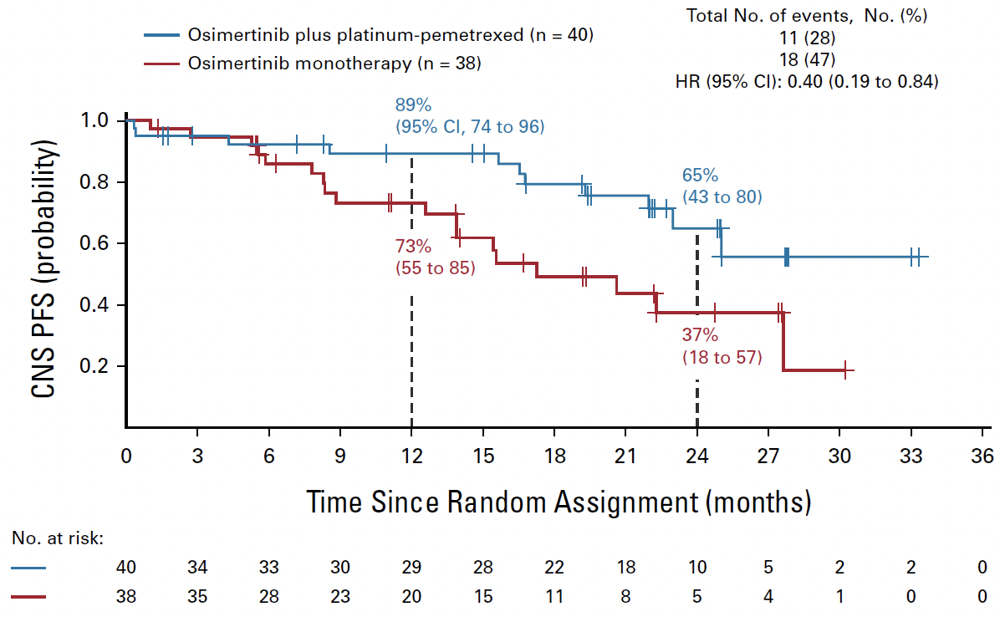 Total No. of events, No. (%)
Osimertinib plus platinum-pemetrexed (n = 40)
11 (28)
Osimertinib monotherapy (n = 38)
18 (47)
HR (95% CI): 0.40 (0.19 to 0.84)
CNS PFS (probability)
1.0
0.8
0.6
0.4
0.2
89%
(95% CI, 74 to 96)
65%
(43 to 80)
73%
(55 to 85)
37%
(18 to 57)
0 3 6 9 12 15 18 21 24 27 30 33 36
Time Since Random Assignment (months)
No. at risk:
40 34 33 30 29 28 22 18 10 5 2 2 0
38 35 28 23 20 15 11 8 5 4 1 0 0